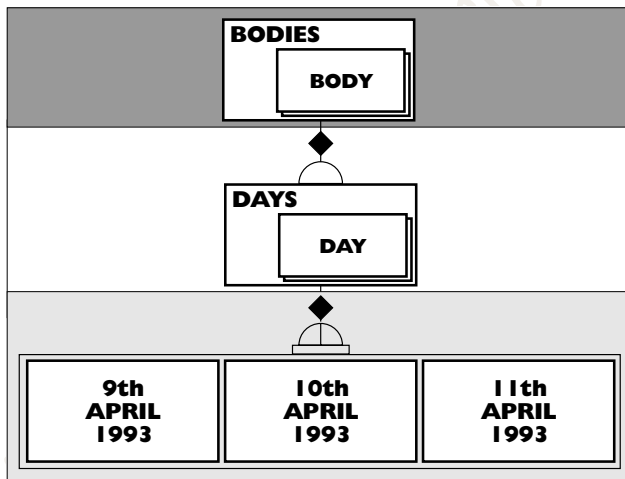 BODIES
BODY
DAYS
DAY
9th
APRIL
1993
10th
APRIL
1993
11th
APRIL
1993